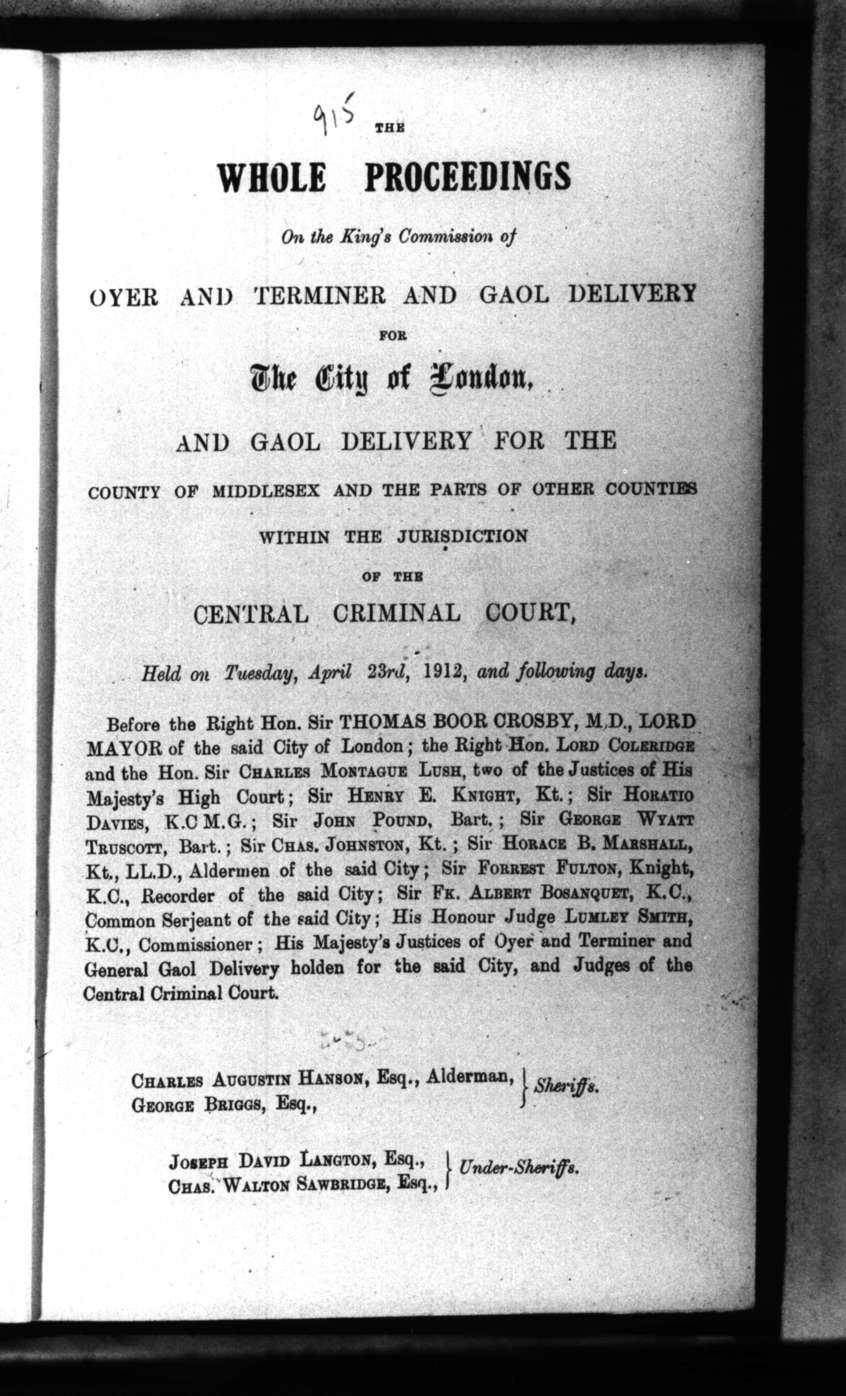 915
THE
WHOLE PROCEEDINGS
On the King's Commission of
OYER AND TERMINER AND GAOL DELIVERY
FOR
The City of London,
AND GAOL DELIVERY FOR THE
COUNTY OF MIDDLESEX AND THE PARTS OF OTHER COUNTIES
WITHIN THE JURISDICTION
OF THE
CENTRAL CRIMINAL COURT,
Held on Tuesday, April 23rd, 1912, and following days.
Before the Right Hon. Sir THOMAS BOOR CROSBY, M.D., LORD
MAYOR of the said City of London; the Right Hon. LORD COLERIDGE
and the Hon. Sir CHARLES MONTAGUE LUSH, two of the Justices of His
Majesty's High Court; Sir HENRY E. KNIGHT, Kt.; Sir HORATIO
DAVIES, K.C M.G.; Sir JOHN POUND, Bart.; Sir GEORGE WYATT
TRUSCOTT, Bart.; Sir CHAS. JOHNSTON, Kt.; Sir HORACE B. MARSHALL,
Kt., LL.D., Aldermen of the said City; Sir FORREST FULTON, Knight,
K.C., Recorder of the said City; Sir FK. ALBERT BOSANQUET, K.C.,
Common Serjeant of the said City; His Honour Judge LUMLEY SMITH,
K.C., Commissioner; His Majesty's Justices of Oyer and Terminer and
General Gaol Delivery holden for the said City, and Judges of the
Central Criminal Court.
CHARLES AUGUSTIN HANSON, Esq., Alderman, } Sheriffs.
GEORGE BRIGGS, Esq.,
JOSEPH DAVID LANGTON, Esq., } Under-Sheriffs.
CHAS. WALTON SAWBRIDGE, Esq.,